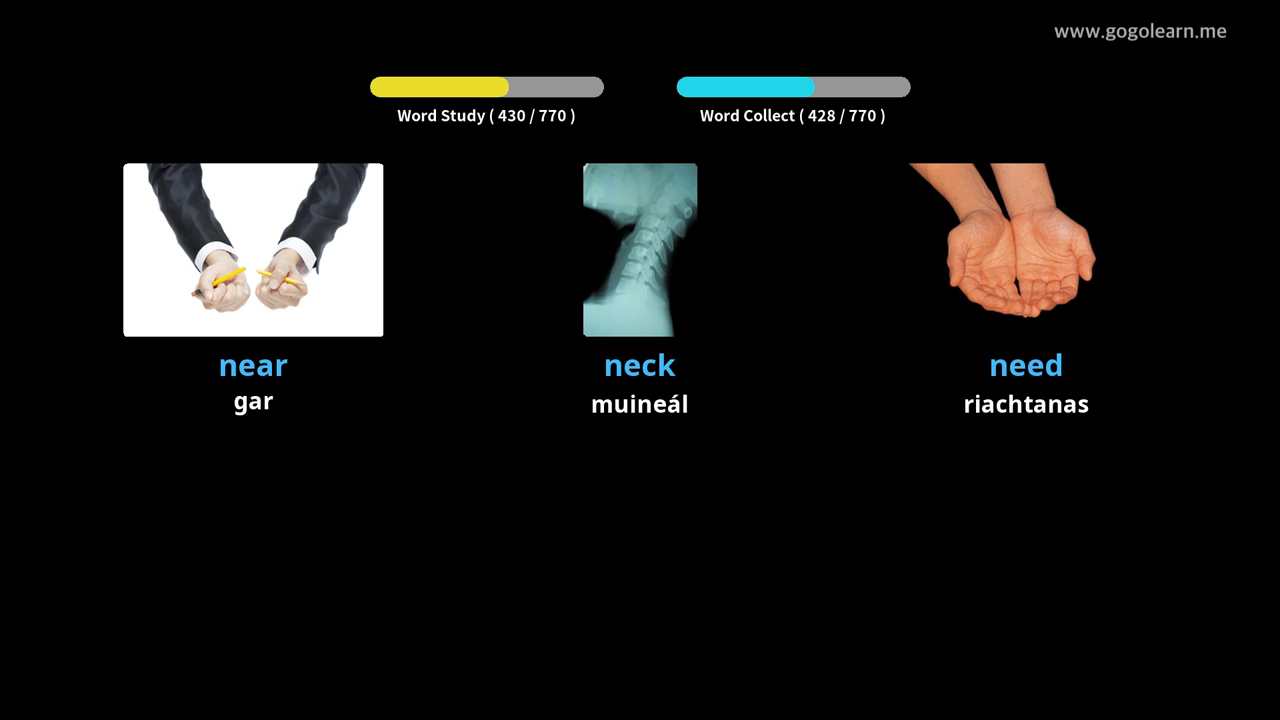 www.gogolearn.me
Word Study ( 430 / 770 )
Word Collect ( 428 / 770 )
near
neck
need
gar
muineál
riachtanas